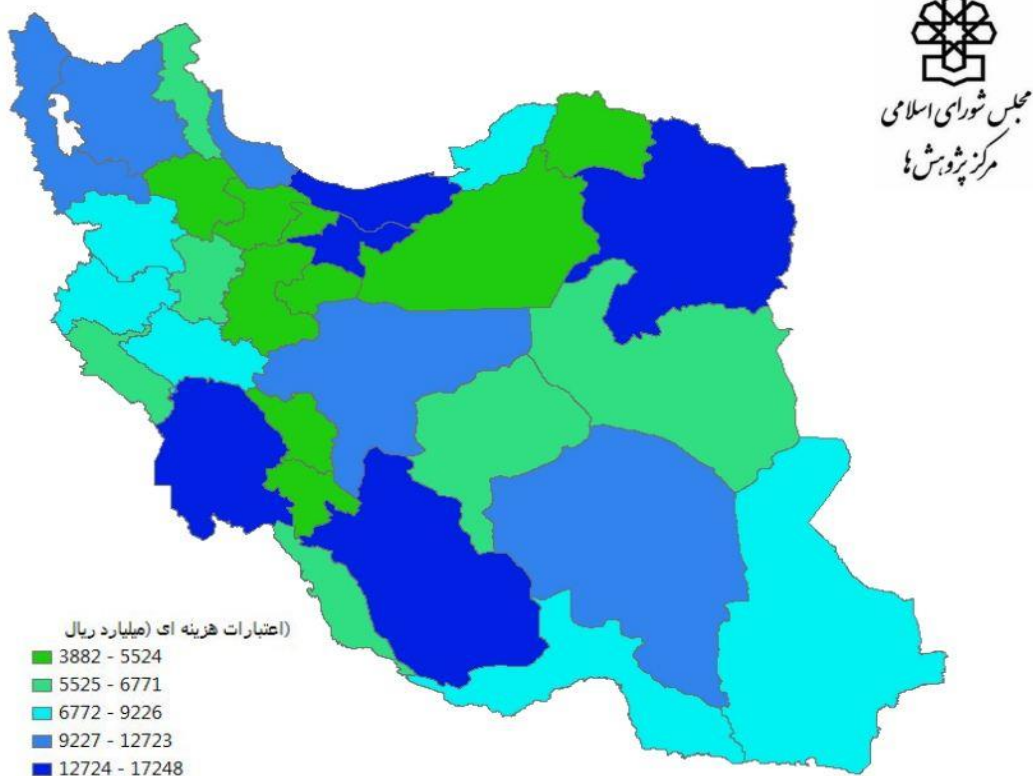 مجلس شورای اسلامی
مرکز پژوهش ها
(اعتبارات هزینه ای (میلیارد ریال
3882 - 5524
5525 - 6771
6772 - 9226
9227 - 12723
12724 - 17248